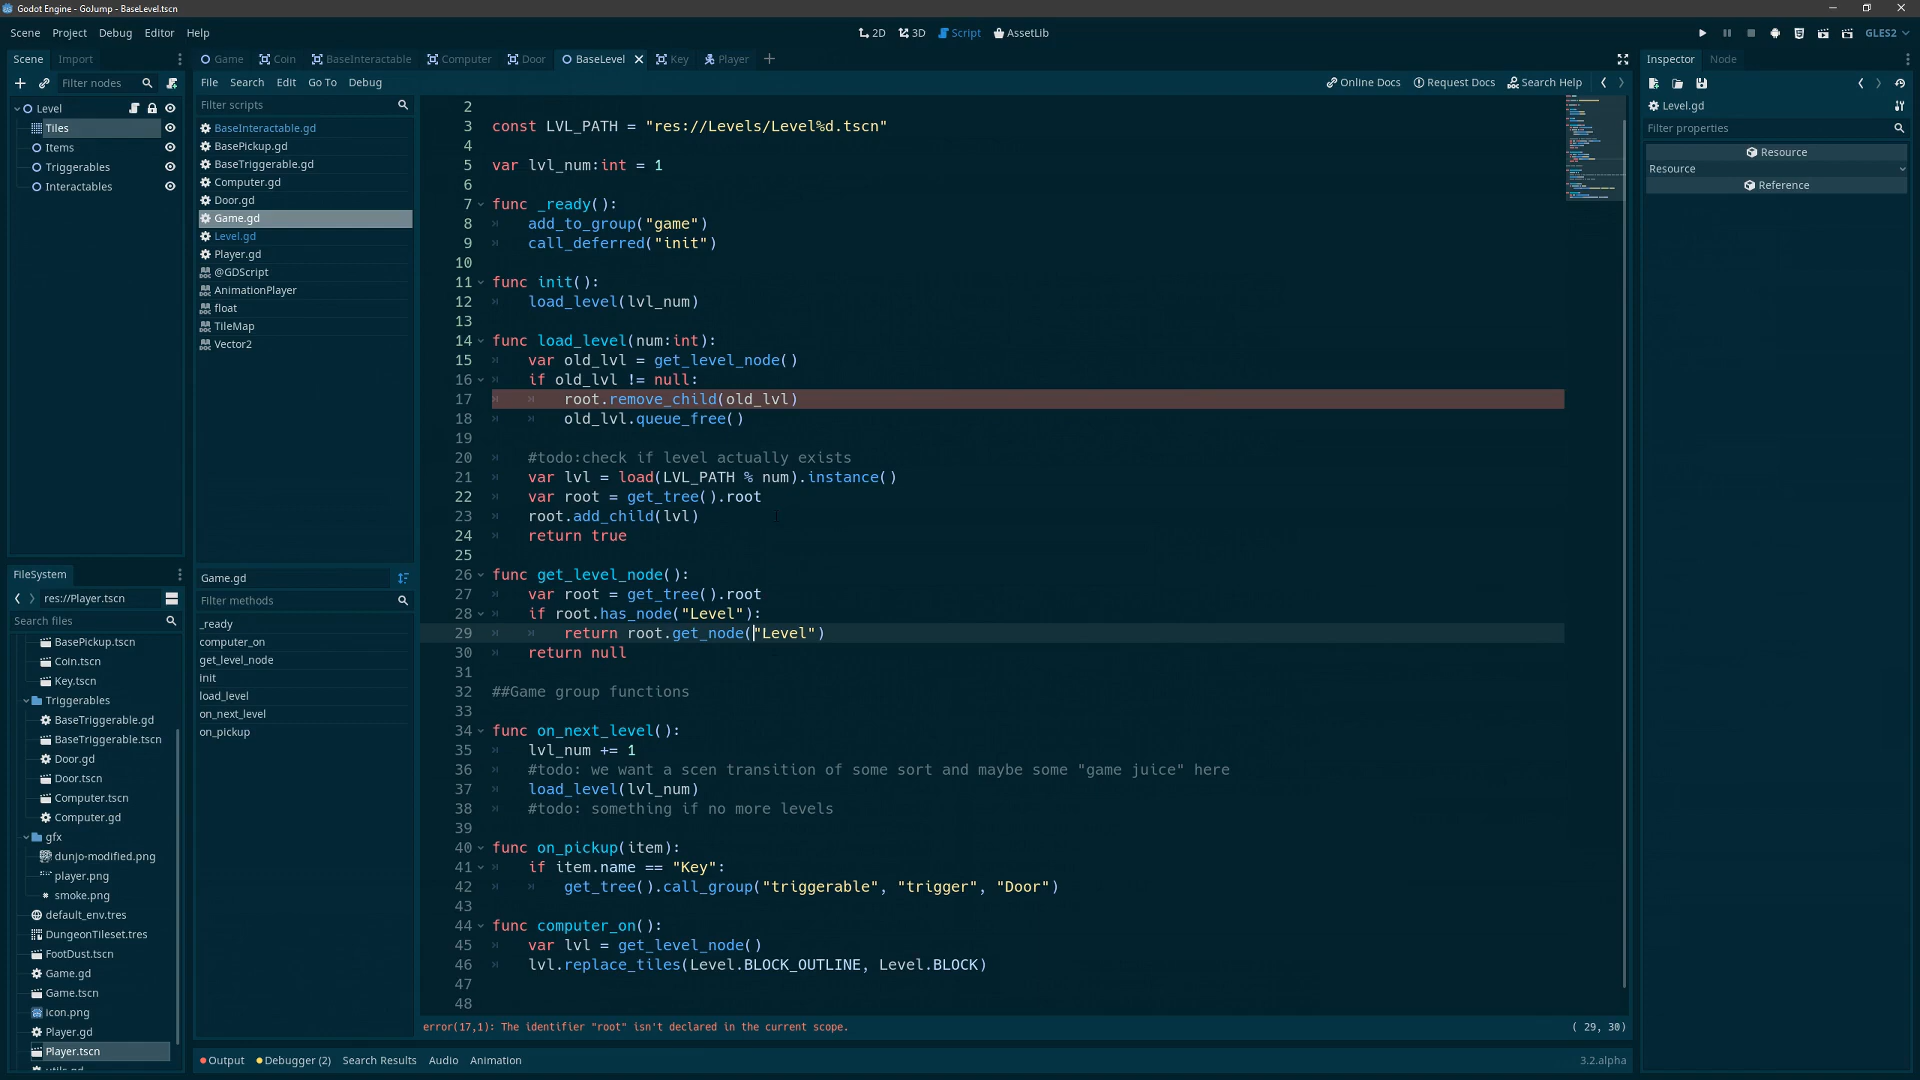 Godot Engine - GoJump - BaseLevel.tscn
Scene Project Debug Editor Help
2D 3D Script AssetLib
GLES2
Scene Import
Filter nodes
Level
Tiles
Items
Triggerables
Interactables
FileSystem
res://Player.tscn
Search files
BasePickup.tscn
Coin.tscn
Key.tscn
Triggerables
BaseTriggerable.gd
BaseTriggerable.tscn
Door.gd
Door.tscn
Computer.tscn
Computer.gd
gfx
dunjo-modified.png
player.png
smoke.png
default_env.tres
DungeonTileset.tres
FootDust.tscn
Game.gd
Game.tscn
icon.png
Player.gd
Player.tscn
Game Coin BaseInteractable Computer Door BaseLevel Key Player
File Search Edit Go To Debug
Online Docs Request Docs Search Help
Filter scripts
BaseInteractable.gd
BasePickup.gd
BaseTriggerable.gd
Computer.gd
Door.gd
Game.gd
Level.gd
Player.gd
@GDScript
AnimationPlayer
float
TileMap
Vector2
Game.gd
Filter methods
_ready
computer_on
get_level_node
init
load_level
on_next_level
on_pickup
2
3 const LVL_PATH = "res://Levels/Level%d.tscn"
4
5 var lvl_num:int = 1
6
7 func _ready():
8 add_to_group("game")
9 call_deferred("init")
10
11 func init():
12 load_level(lvl_num)
13
14 func load_level(num:int):
15 var old_lvl = get_level_node()
16 if old_lvl != null:
17 root.remove_child(old_lvl)
18 old_lvl.queue_free()
19
20 #todo:check if level actually exists
21 var lvl = load(LVL_PATH % num).instance()
22 var root = get_tree().root
23 root.add_child(lvl)
24 return true
25
26 func get_level_node():
27 var root = get_tree().root
28 if root.has_node("Level"):
29 return root.get_node("Level")
30 return null
31
32 ##Game group functions
33
34 func on_next_level():
35 lvl_num += 1
36 #todo: we want a scen transition of some sort and maybe some "game juice" here
37 load_level(lvl_num)
38 #todo: something if no more levels
39
40 func on_pickup(item):
41 if item.name == "Key":
42 get_tree().call_group("triggerable", "trigger", "Door")
43
44 func computer_on():
45 var lvl = get_level_node()
46 lvl.replace_tiles(Level.BLOCK_OUTLINE, Level.BLOCK)
47
48
error(17,1): The identifier "root" isn't declared in the current scope.
( 29, 30)
Output Debugger (2) Search Results Audio Animation
3.2.alpha
Inspector Node
Level.gd
Filter properties
Resource
Resource
Reference